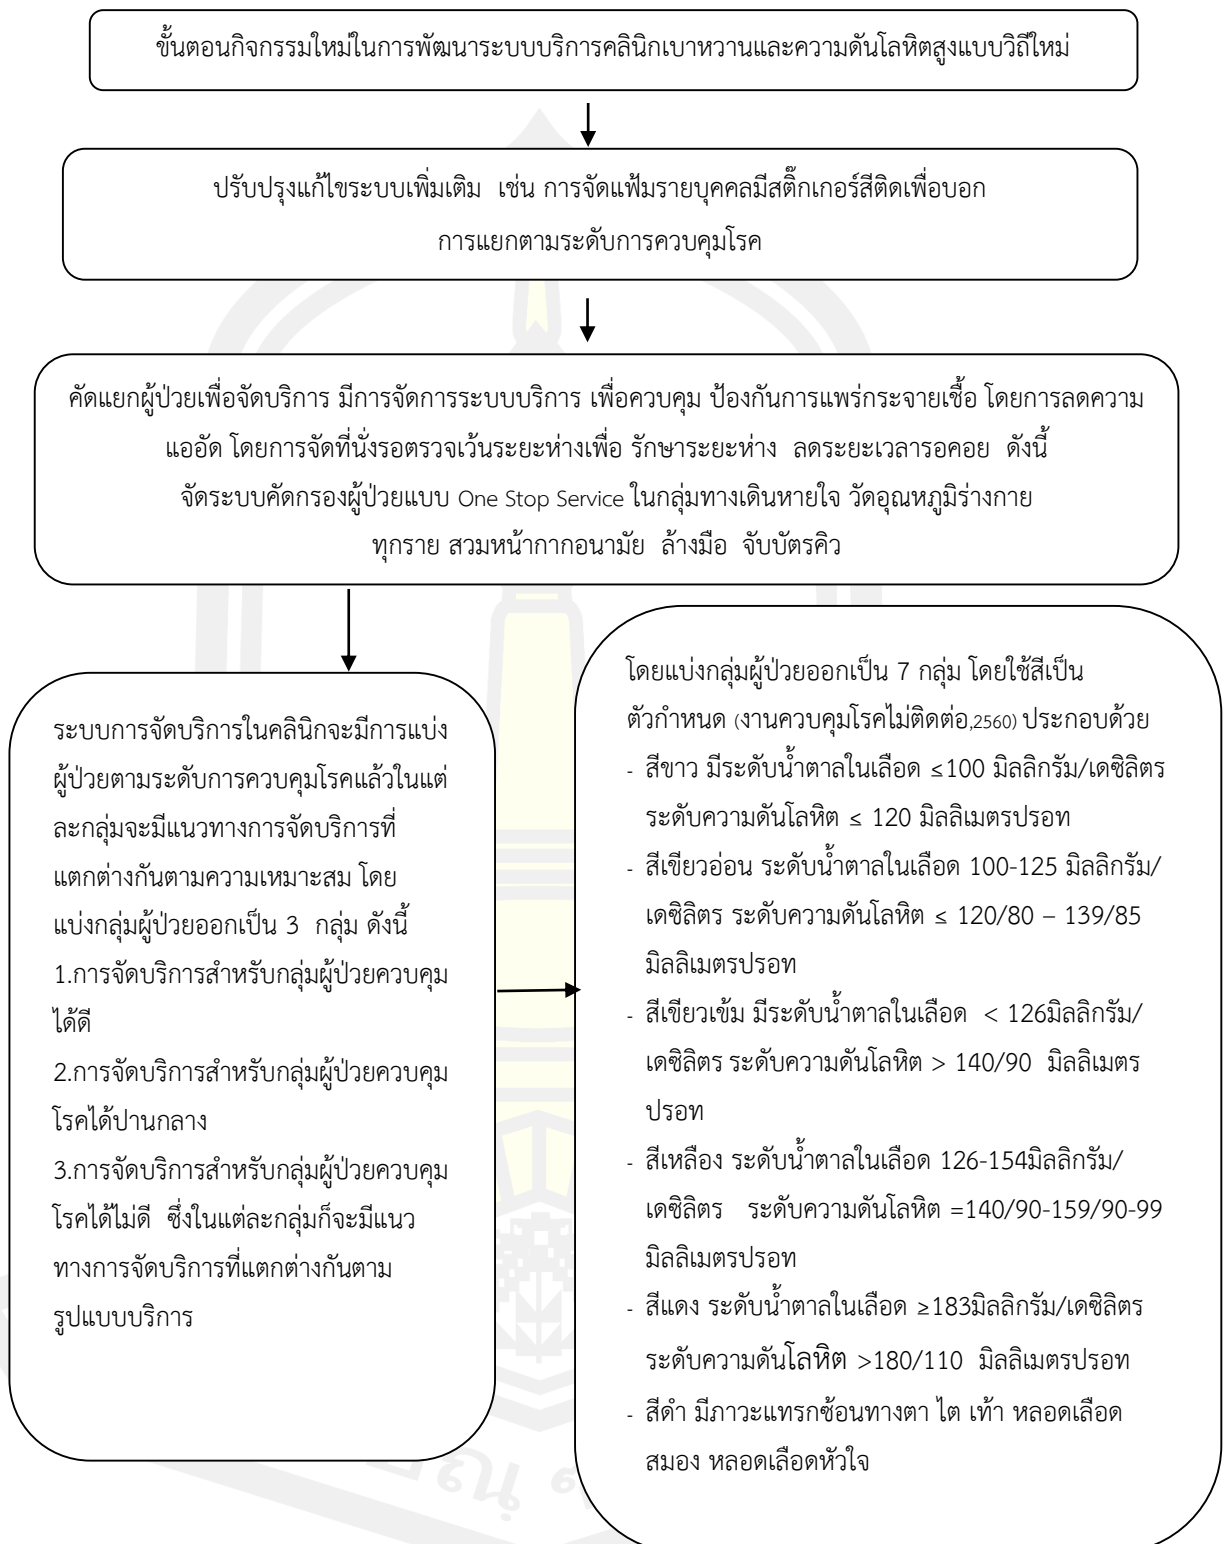 ขั้นตอนกิจกรรมใหม่ในการพัฒนาระบบบริการคลินิกเบาหวานและความดันโลหิตสูงแบบวิถีใหม่
ปรับปรุงแก้ไขระบบเพิ่มเติม เช่น การจัดแฟ้มรายบุคคลมีสติ๊กเกอร์สีติดเพื่อบอก
การแยกตามระดับการควบคุมโรค
คัดแยกผู้ป่วยเพื่อจัดบริการ มีการจัดการระบบบริการ เพื่อควบคุม ป้องกันการแพร่กระจายเชื้อ โดยการลดความ
แออัด โดยการจัดที่นั่งรอตรวจเว้นระยะห่างเพื่อ รักษาระยะห่าง ลดระยะเวลารอคอย ดังนี้
จัดระบบคัดกรองผู้ป่วยแบบ One Stop Service ในกลุ่มทางเดินหายใจ วัดอุณหภูมิร่างกาย
ทุกราย สวมหน้ากากอนามัย ล้างมือ จับบัตรคิว
ระบบการจัดบริการในคลินิกจะมีการแบ่ง
ผู้ป่วยตามระดับการควบคุมโรคแล้วในแต่
ละกลุ่มจะมีแนวทางการจัดบริการที่
แตกต่างกันตามความเหมาะสม โดย
แบ่งกลุ่มผู้ป่วยออกเป็น 3 กลุ่ม ดังนี้
1.การจัดบริการสำหรับกลุ่มผู้ป่วยควบคุม
ได้ดี
2.การจัดบริการสำหรับกลุ่มผู้ป่วยควบคุม
โรคได้ปานกลาง
3.การจัดบริการสำหรับกลุ่มผู้ป่วยควบคุม
โรคได้ไม่ดี ซึ่งในแต่ละกลุ่มก็จะมีแนว
ทางการจัดบริการที่แตกต่างกันตาม
รูปแบบบริการ
โดยแบ่งกลุ่มผู้ป่วยออกเป็น 7 กลุ่ม โดยใช้สีเป็น
ตัวกำหนด (งานควบคุมโรคไม่ติดต่อ,2560) ประกอบด้วย
- สีขาว มีระดับน้ำตาลในเลือด ≤100 มิลลิกรัม/เดซิลิตร
ระดับความดันโลหิต ≤ 120 มิลลิเมตรปรอท
- สีเขียวอ่อน ระดับน้ำตาลในเลือด 100-125 มิลลิกรัม/
เดซิลิตร ระดับความดันโลหิต ≤ 120/80 – 139/85
มิลลิเมตรปรอท
- สีเขียวเข้ม มีระดับน้ำตาลในเลือด < 126มิลลิกรัม/
เดซิลิตร ระดับความดันโลหิต > 140/90 มิลลิเมตร
ปรอท
- สีเหลือง ระดับน้ำตาลในเลือด 126-154มิลลิกรัม/
เดซิลิตร ระดับความดันโลหิต =140/90-159/90-99
มิลลิเมตรปรอท
- สีแดง ระดับน้ำตาลในเลือด ≥183มิลลิกรัม/เดซิลิตร
ระดับความดันโลหิต >180/110 มิลลิเมตรปรอท
- สีดำ มีภาวะแทรกซ้อนทางตา ไต เท้า หลอดเลือด
สมอง หลอดเลือดหัวใจ